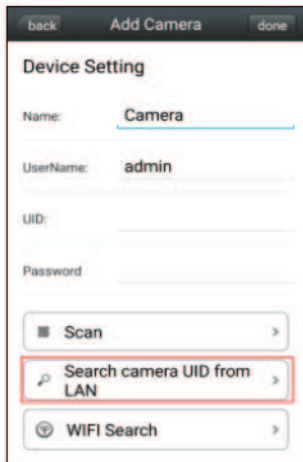 back Add Camera done
Device Setting
Name: Camera
UserName: admin
UID:
Password
Scan
Search camera UID from
LAN
WIFI Search